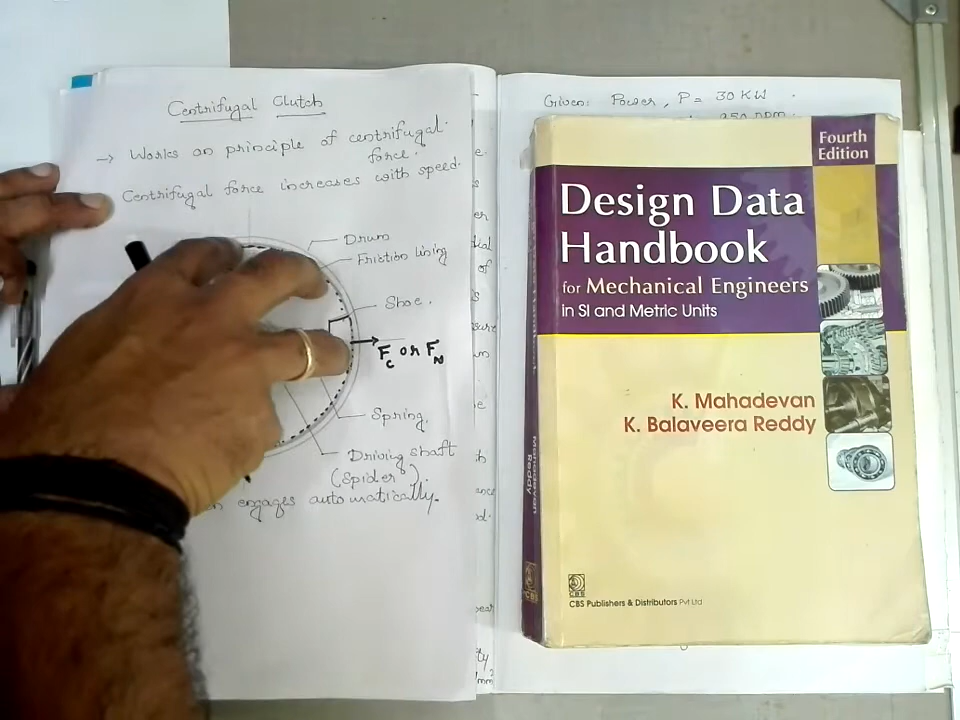 Centrifugal Clutch
→ Works on principle of centrifugal
force.
Centrifugal force increases with speed.
Drum
Friction lining
Shoe.
Fc or FN
Spring.
Driving shaft
(Spider)
engages automatically.
Given: Power, P = 30 KW.
Fourth
Edition
Design Data
Handbook
for Mechanical Engineers
in SI and Metric Units
K. Mahadevan
K. Balaveera Reddy
Mahadevan
Reddy
CBS
CBS Publishers & Distributors Pvt Ltd